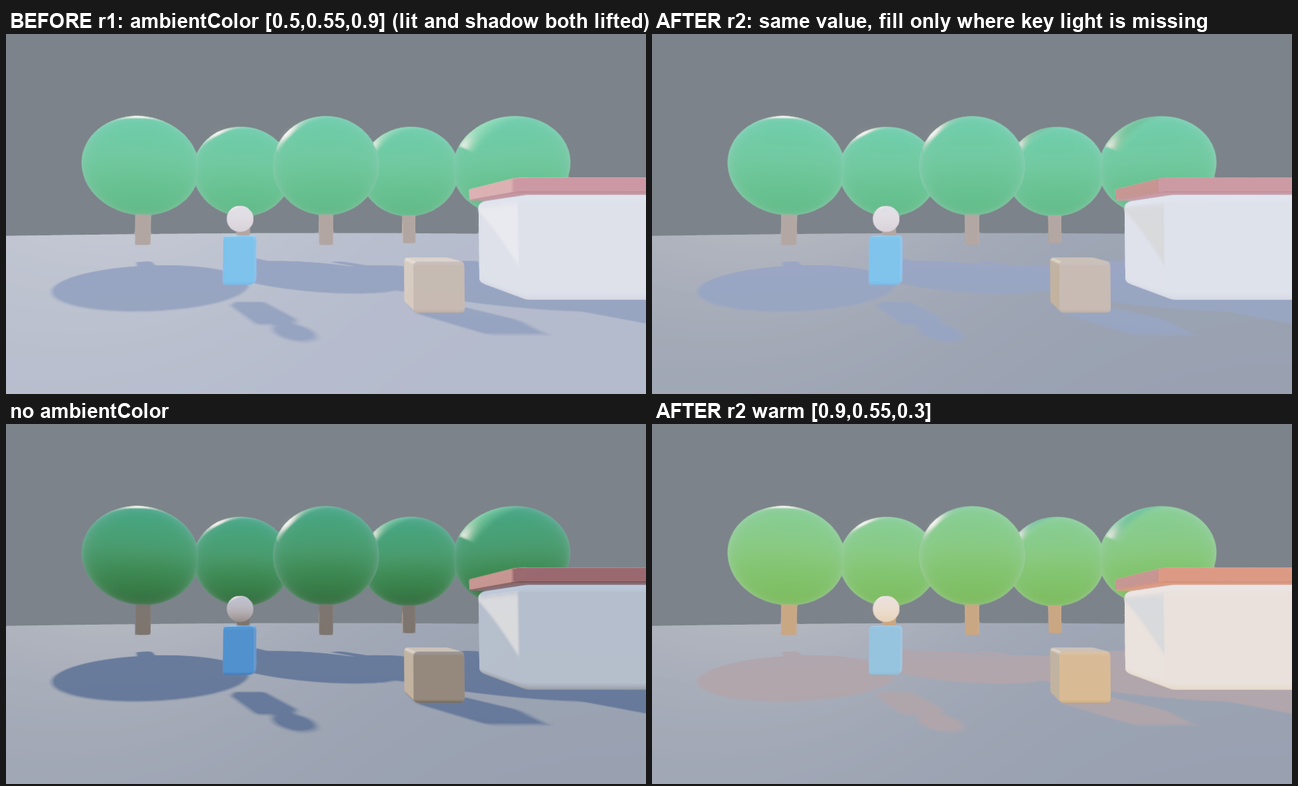 BEFORE r1: ambientColor [0.5,0.55,0.9] (lit and shadow both lifted)
AFTER r2: same value, fill only where key light is missing
no ambientColor
AFTER r2 warm [0.9,0.55,0.3]